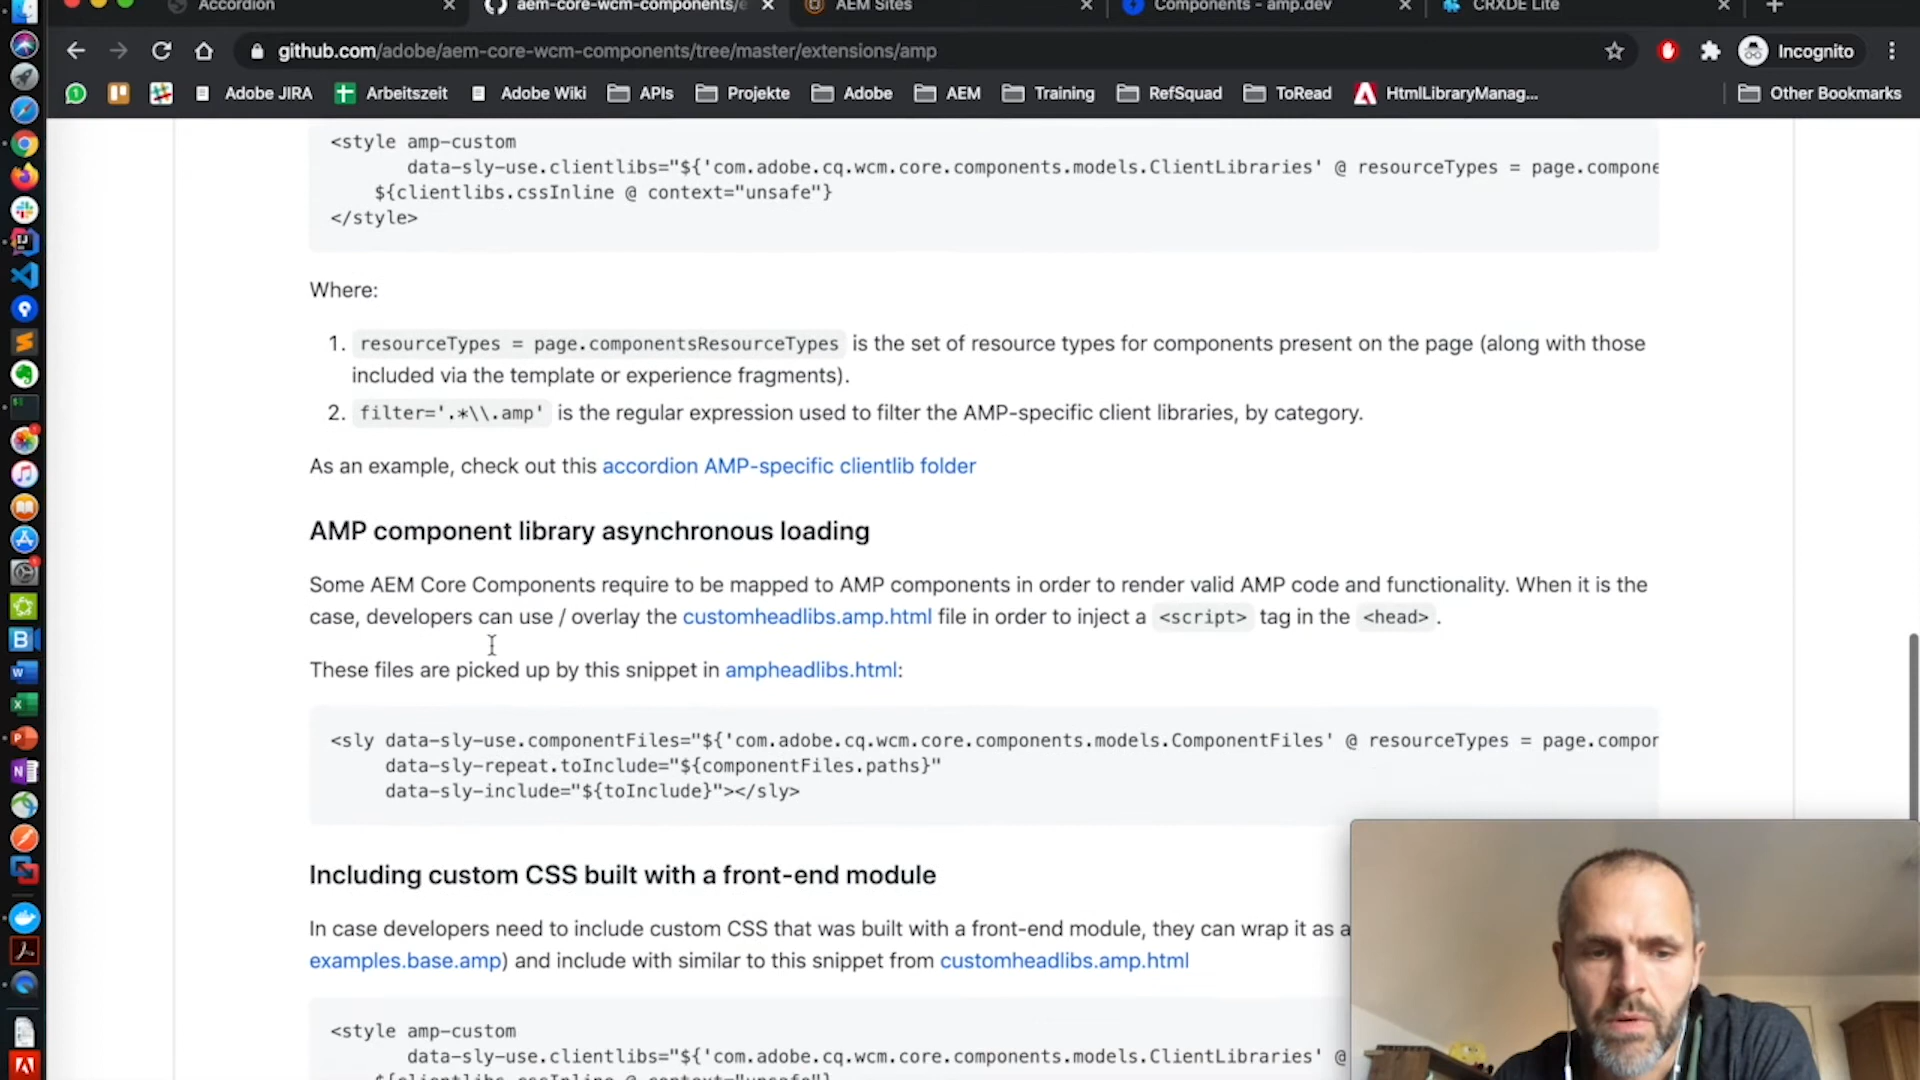 Accordion
aem-core-wcm-components/e
AEM Sites
Components - amp.dev
CRXDE Lite
github.com/adobe/aem-core-wcm-components/tree/master/extensions/amp
Incognito
Adobe JIRA
Arbeitszeit
Adobe Wiki
APIs
Projekte
Adobe
AEM
Training
RefSquad
ToRead
HtmlLibraryManag...
Other Bookmarks
<style amp-custom
data-sly-use.clientlibs="${'com.adobe.cq.wcm.core.components.models.ClientLibraries' @ resourceTypes = page.compone
${clientlibs.cssInline @ context="unsafe"}
</style>
Where:
1. resourceTypes = page.componentsResourceTypes is the set of resource types for components present on the page (along with those
included via the template or experience fragments).
2. filter='.*\\.amp' is the regular expression used to filter the AMP-specific client libraries, by category.
As an example, check out this accordion AMP-specific clientlib folder
AMP component library asynchronous loading
Some AEM Core Components require to be mapped to AMP components in order to render valid AMP code and functionality. When it is the
case, developers can use / overlay the customheadlibs.amp.html file in order to inject a <script> tag in the <head> .
These files are picked up by this snippet in ampheadlibs.html:
<sly data-sly-use.componentFiles="${'com.adobe.cq.wcm.core.components.models.ComponentFiles' @ resourceTypes = page.compor
data-sly-repeat.toInclude="${componentFiles.paths}"
data-sly-include="${toInclude}"></sly>
Including custom CSS built with a front-end module
In case developers need to include custom CSS that was built with a front-end module, they can wrap it as a
examples.base.amp) and include with similar to this snippet from customheadlibs.amp.html
<style amp-custom
data-sly-use.clientlibs="${'com.adobe.cq.wcm.core.components.models.ClientLibraries' @
${clientlibs.cssInline @ context="unsafe"}